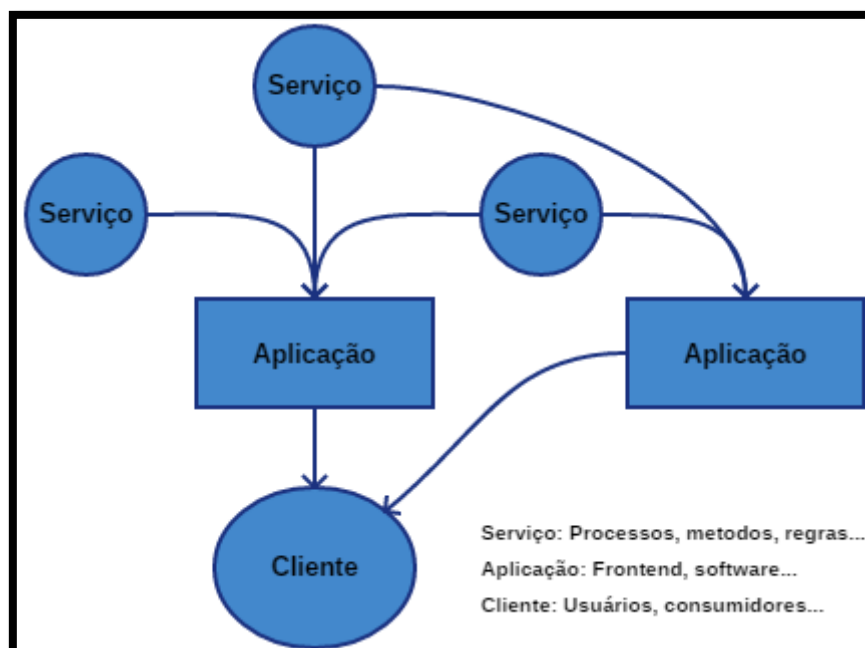 Serviço
Serviço
Serviço
Aplicação
Aplicação
Cliente
Serviço: Processos, metodos, regras...
Aplicação: Frontend, software...
Cliente: Usuários, consumidores...